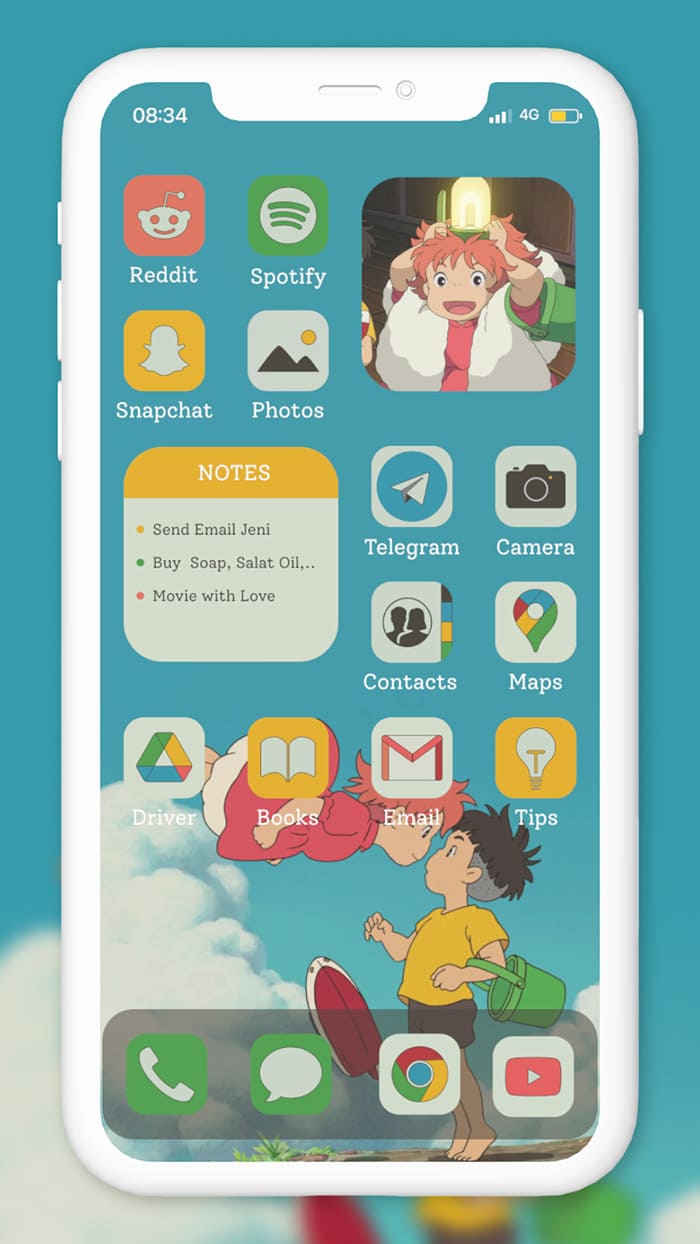 08:34
4G
Reddit
Spotify
Snapchat
Photos
NOTES
Send Email Jeni
Buy  Soap, Salat Oil,..
Movie with Love
Telegram
Camera
Contacts
Maps
Driver
Books
Email
Tips